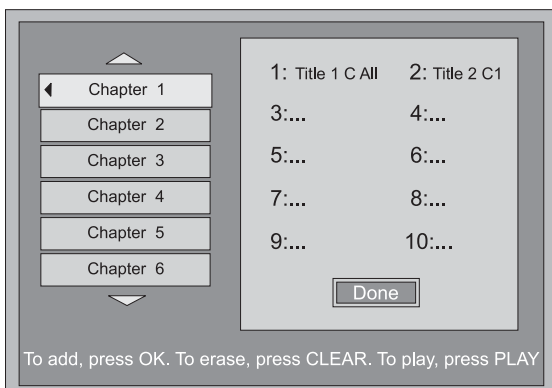 Chapter 1
Chapter 2
Chapter 3
Chapter 4
Chapter 5
Chapter 6
1: Title 1 C All 2: Title 2 C1
3:... 4:...
5:... 6:...
7:... 8:...
9:... 10:...
Done
To add, press OK. To erase, press CLEAR. To play, press PLAY